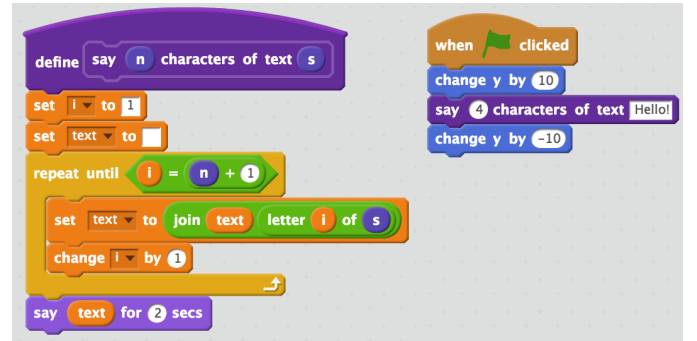 define say n characters of text s
set i to 1
set text to
repeat until i = n + 1
set text to join text letter i of s
change i by 1
say text for 2 secs
when clicked
change y by 10
say 4 characters of text Hello!
change y by -10